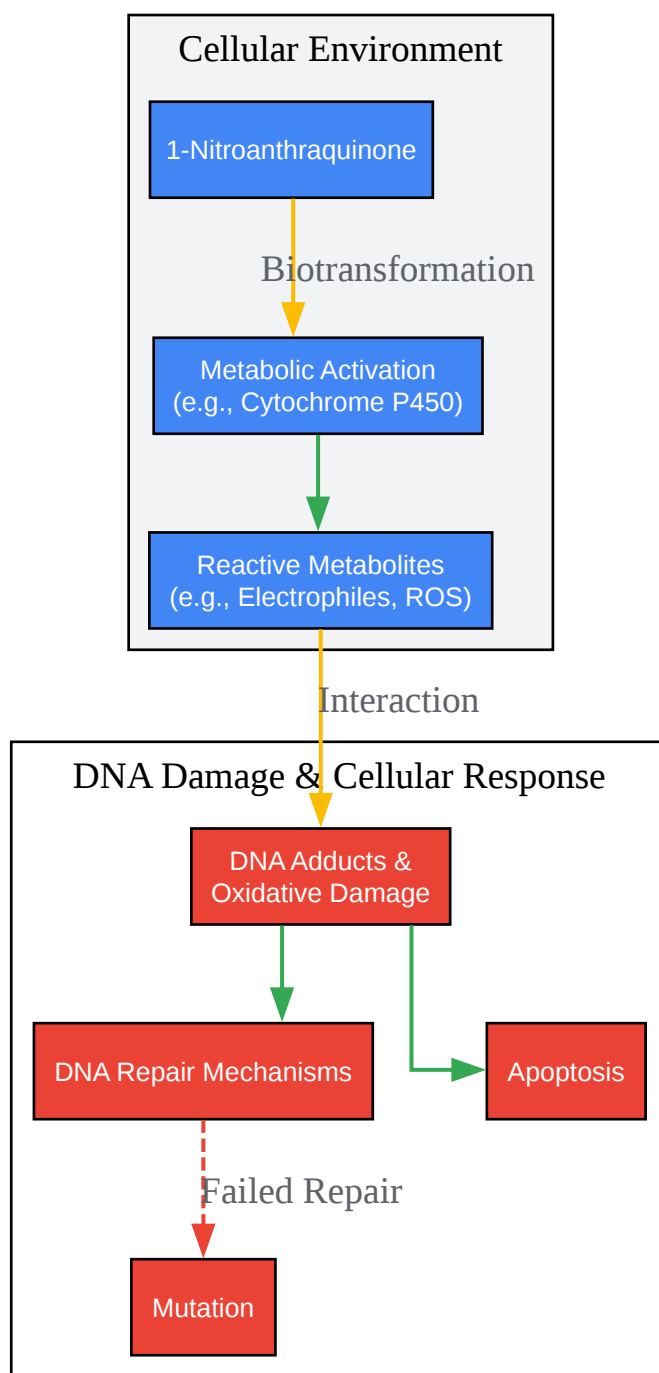 Cellular Environment
1-Nitroanthraquinone
Biotransformation
Metabolic Activation
(e.g., Cytochrome P450)
Reactive Metabolites
(e.g., Electrophiles, ROS)
Interaction
DNA Damage & Cellular Response
DNA Adducts &
Oxidative Damage
DNA Repair Mechanisms
Apoptosis
Failed Repair
Mutation